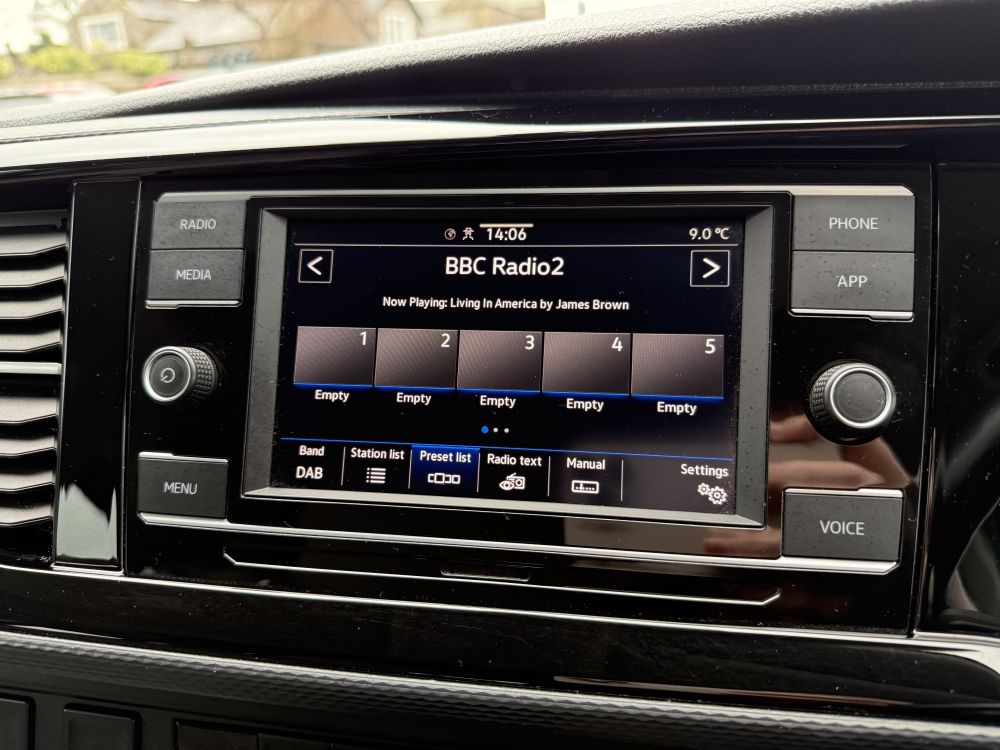 14:06
9.0 °C
RADIO
PHONE
BBC Radio2
MEDIA
APP
Now Playing: Living In America by James Brown
1 2 3 4 5
Empty Empty Empty Empty Empty
Band Station list Preset list Radio text Manual Settings
DAB
MENU
VOICE